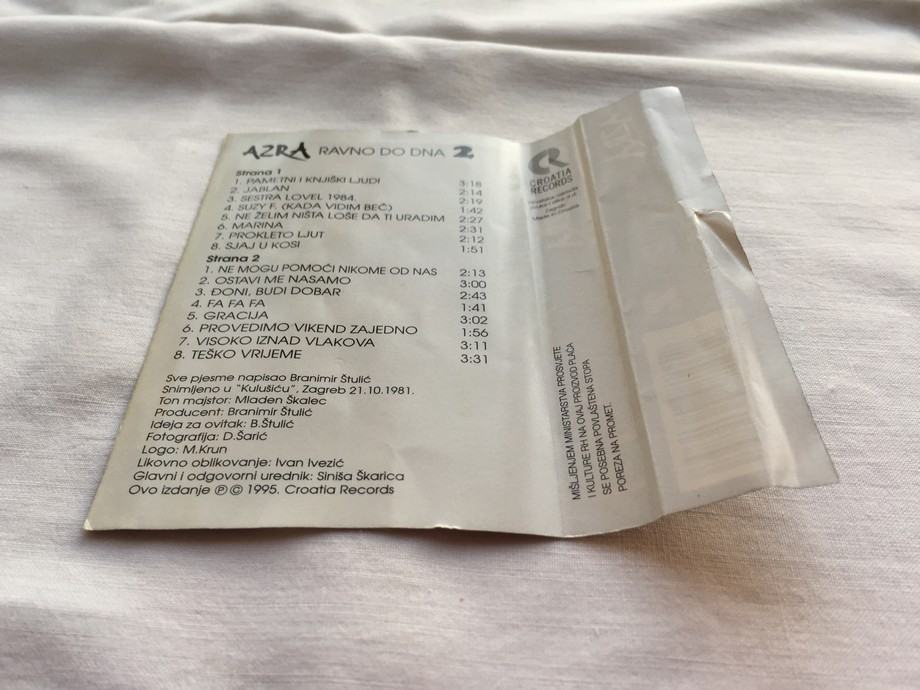 AZRA RAVNO DO DNA 2
Strana 1
1. PAMETNI I KNJIŠKI LJUDI 3:18
2. JABLAN 2:14
3. SESTRA LOVEL 1984. 2:19
4. SUZY F. (KADA VIDIM BEČ) 1:42
5. NE ŽELIM NIŠTA LOŠE DA TI URADIM 2:27
6. MARINA 2:31
7. PROKLETO LJUT 2:12
8. SJAJ U KOSI 1:51
Strana 2
1. NE MOGU POMOĆI NIKOME OD NAS 2:13
2. OSTAVI ME NASAMO 3:00
3. ĐONI, BUDI DOBAR 2:43
4. FA FA FA 1:41
5. GRACIJA 3:02
6. PROVEDIMO VIKEND ZAJEDNO 1:56
7. VISOKO IZNAD VLAKOVA 3:11
8. TEŠKO VRIJEME 3:31
Sve pjesme napisao Branimir Štulić
Snimljeno u "Kulušiću", Zagreb 21.10.1981.
Ton majstor: Mladen Škalec
Producent: Branimir Štulić
Ideja za ovitak: B.Štulić
Fotografija: D.Šarić
Logo: M.Krun
Likovno oblikovanje: Ivan Ivezić
Glavni i odgovorni urednik: Siniša Škarica
Ovo izdanje ℗ © 1995. Croatia Records
CR
CROATIA
RECORDS
Zagreb
Made in Croatia
MIŠLJENJEM MINISTARSTVA PROSVJETE
I KULTURE RH NA OVAJ PROIZVOD PLAĆA
SE POSEBNA POVLAŠTENA STOPA
POREZA NA PROMET.